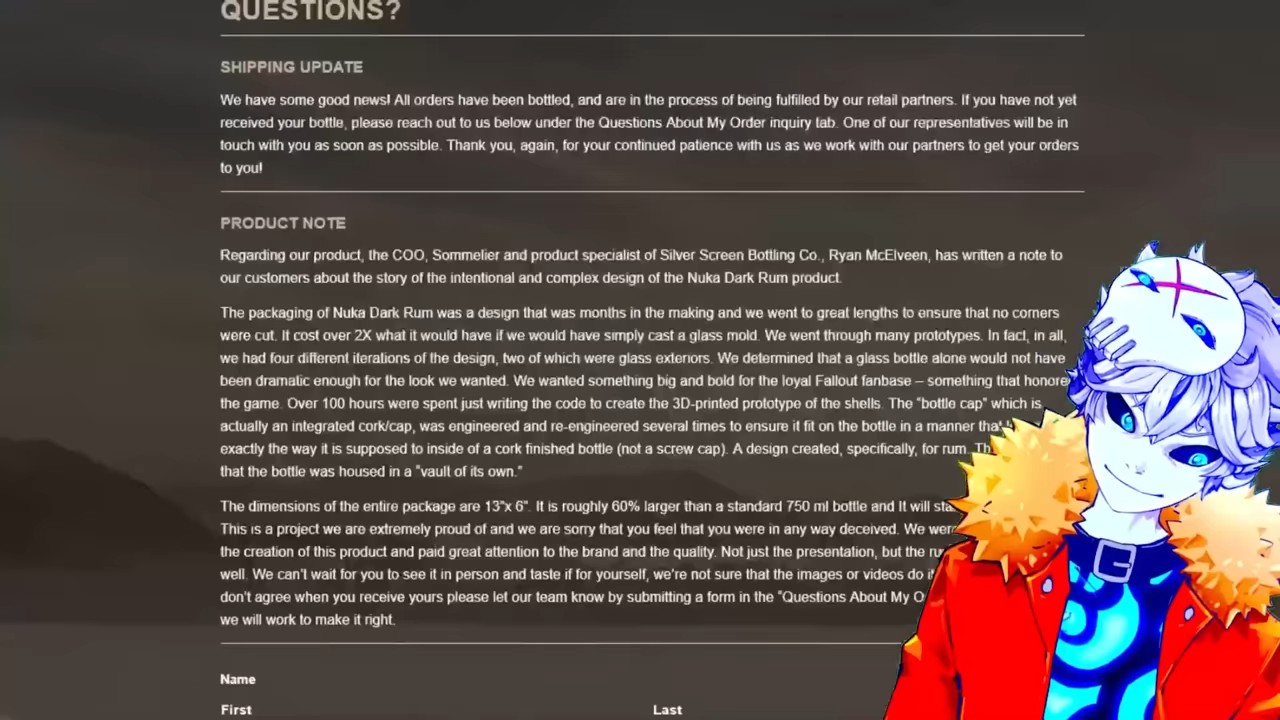 QUESTIONS?
SHIPPING UPDATE
We have some good news! All orders have been bottled, and are in the process of being fulfilled by our retail partners. If you have not yet
received your bottle, please reach out to us below under the Questions About My Order inquiry tab. One of our representatives will be in
touch with you as soon as possible. Thank you, again, for your continued patience with us as we work with our partners to get your orders
to you!
PRODUCT NOTE
Regarding our product, the COO, Sommelier and product specialist of Silver Screen Bottling Co., Ryan McElveen, has written a note to
our customers about the story of the intentional and complex design of the Nuka Dark Rum product.
The packaging of Nuka Dark Rum was a design that was months in the making and we went to great lengths to ensure that no corners
were cut. It cost over 2X what it would have if we would have simply cast a glass mold. We went through many prototypes. In fact, in all,
we had four different iterations of the design, two of which were glass exteriors. We determined that a glass bottle alone would not have
been dramatic enough for the look we wanted. We wanted something big and bold for the loyal Fallout fanbase – something that honore
the game. Over 100 hours were spent just writing the code to create the 3D-printed prototype of the shells. The "bottle cap" which is
actually an integrated cork/cap, was engineered and re-engineered several times to ensure it fit on the bottle in a manner
exactly the way it is supposed to inside of a cork finished bottle (not a screw cap). A design created, specifically, for rum.
that the bottle was housed in a "vault of its own."
The dimensions of the entire package are 13"x 6". It is roughly 60% larger than a standard 750 ml bottle and It will
This is a project we are extremely proud of and we are sorry that you feel that you were in any way deceived. We
the creation of this product and paid great attention to the brand and the quality. Not just the presentation, but the
well. We can't wait for you to see it in person and taste if for yourself, we're not sure that the images or videos do
don't agree when you receive yours please let our team know by submitting a form in the "Questions About My
we will work to make it right.
Name
First
Last